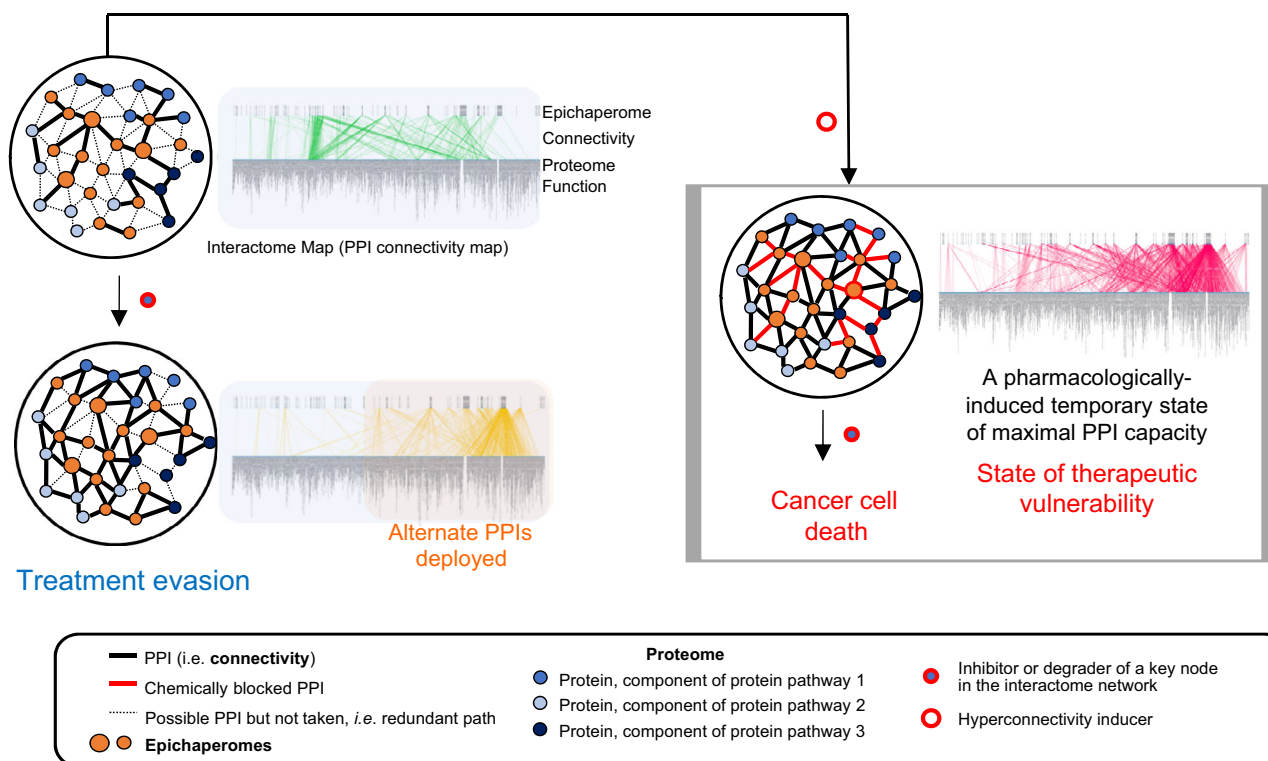 Epichaperome
Connectivity
Proteome
Function
Interactome Map (PPI connectivity map)
Alternate PPIs
deployed
Treatment evasion
A pharmacologically-
induced temporary state
of maximal PPI capacity
State of therapeutic
vulnerability
Cancer cell
death
PPI (i.e. connectivity)
Chemically blocked PPI
Possible PPI but not taken, i.e. redundant path
Epichaperomes
Proteome
Protein, component of protein pathway 1
Protein, component of protein pathway 2
Protein, component of protein pathway 3
Inhibitor or degrader of a key node
in the interactome network
Hyperconnectivity inducer